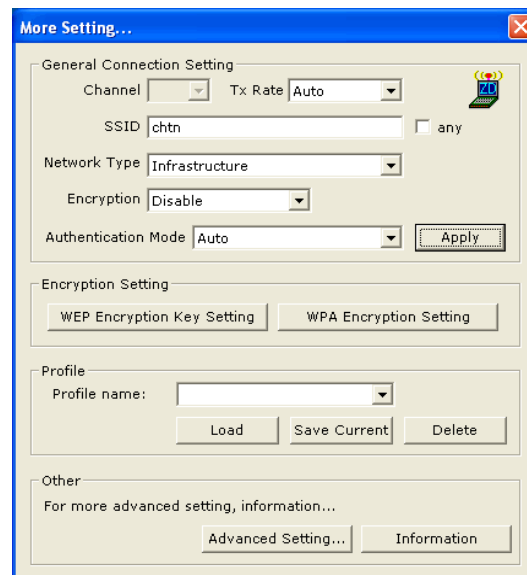 More Setting...
General Connection Setting
Channel Tx Rate Auto
SSID chtn any
Network Type Infrastructure
Encryption Disable
Authentication Mode Auto Apply
Encryption Setting
WEP Encryption Key Setting WPA Encryption Setting
Profile
Profile name:
Load Save Current Delete
Other
For more advanced setting, information...
Advanced Setting... Information
ZD